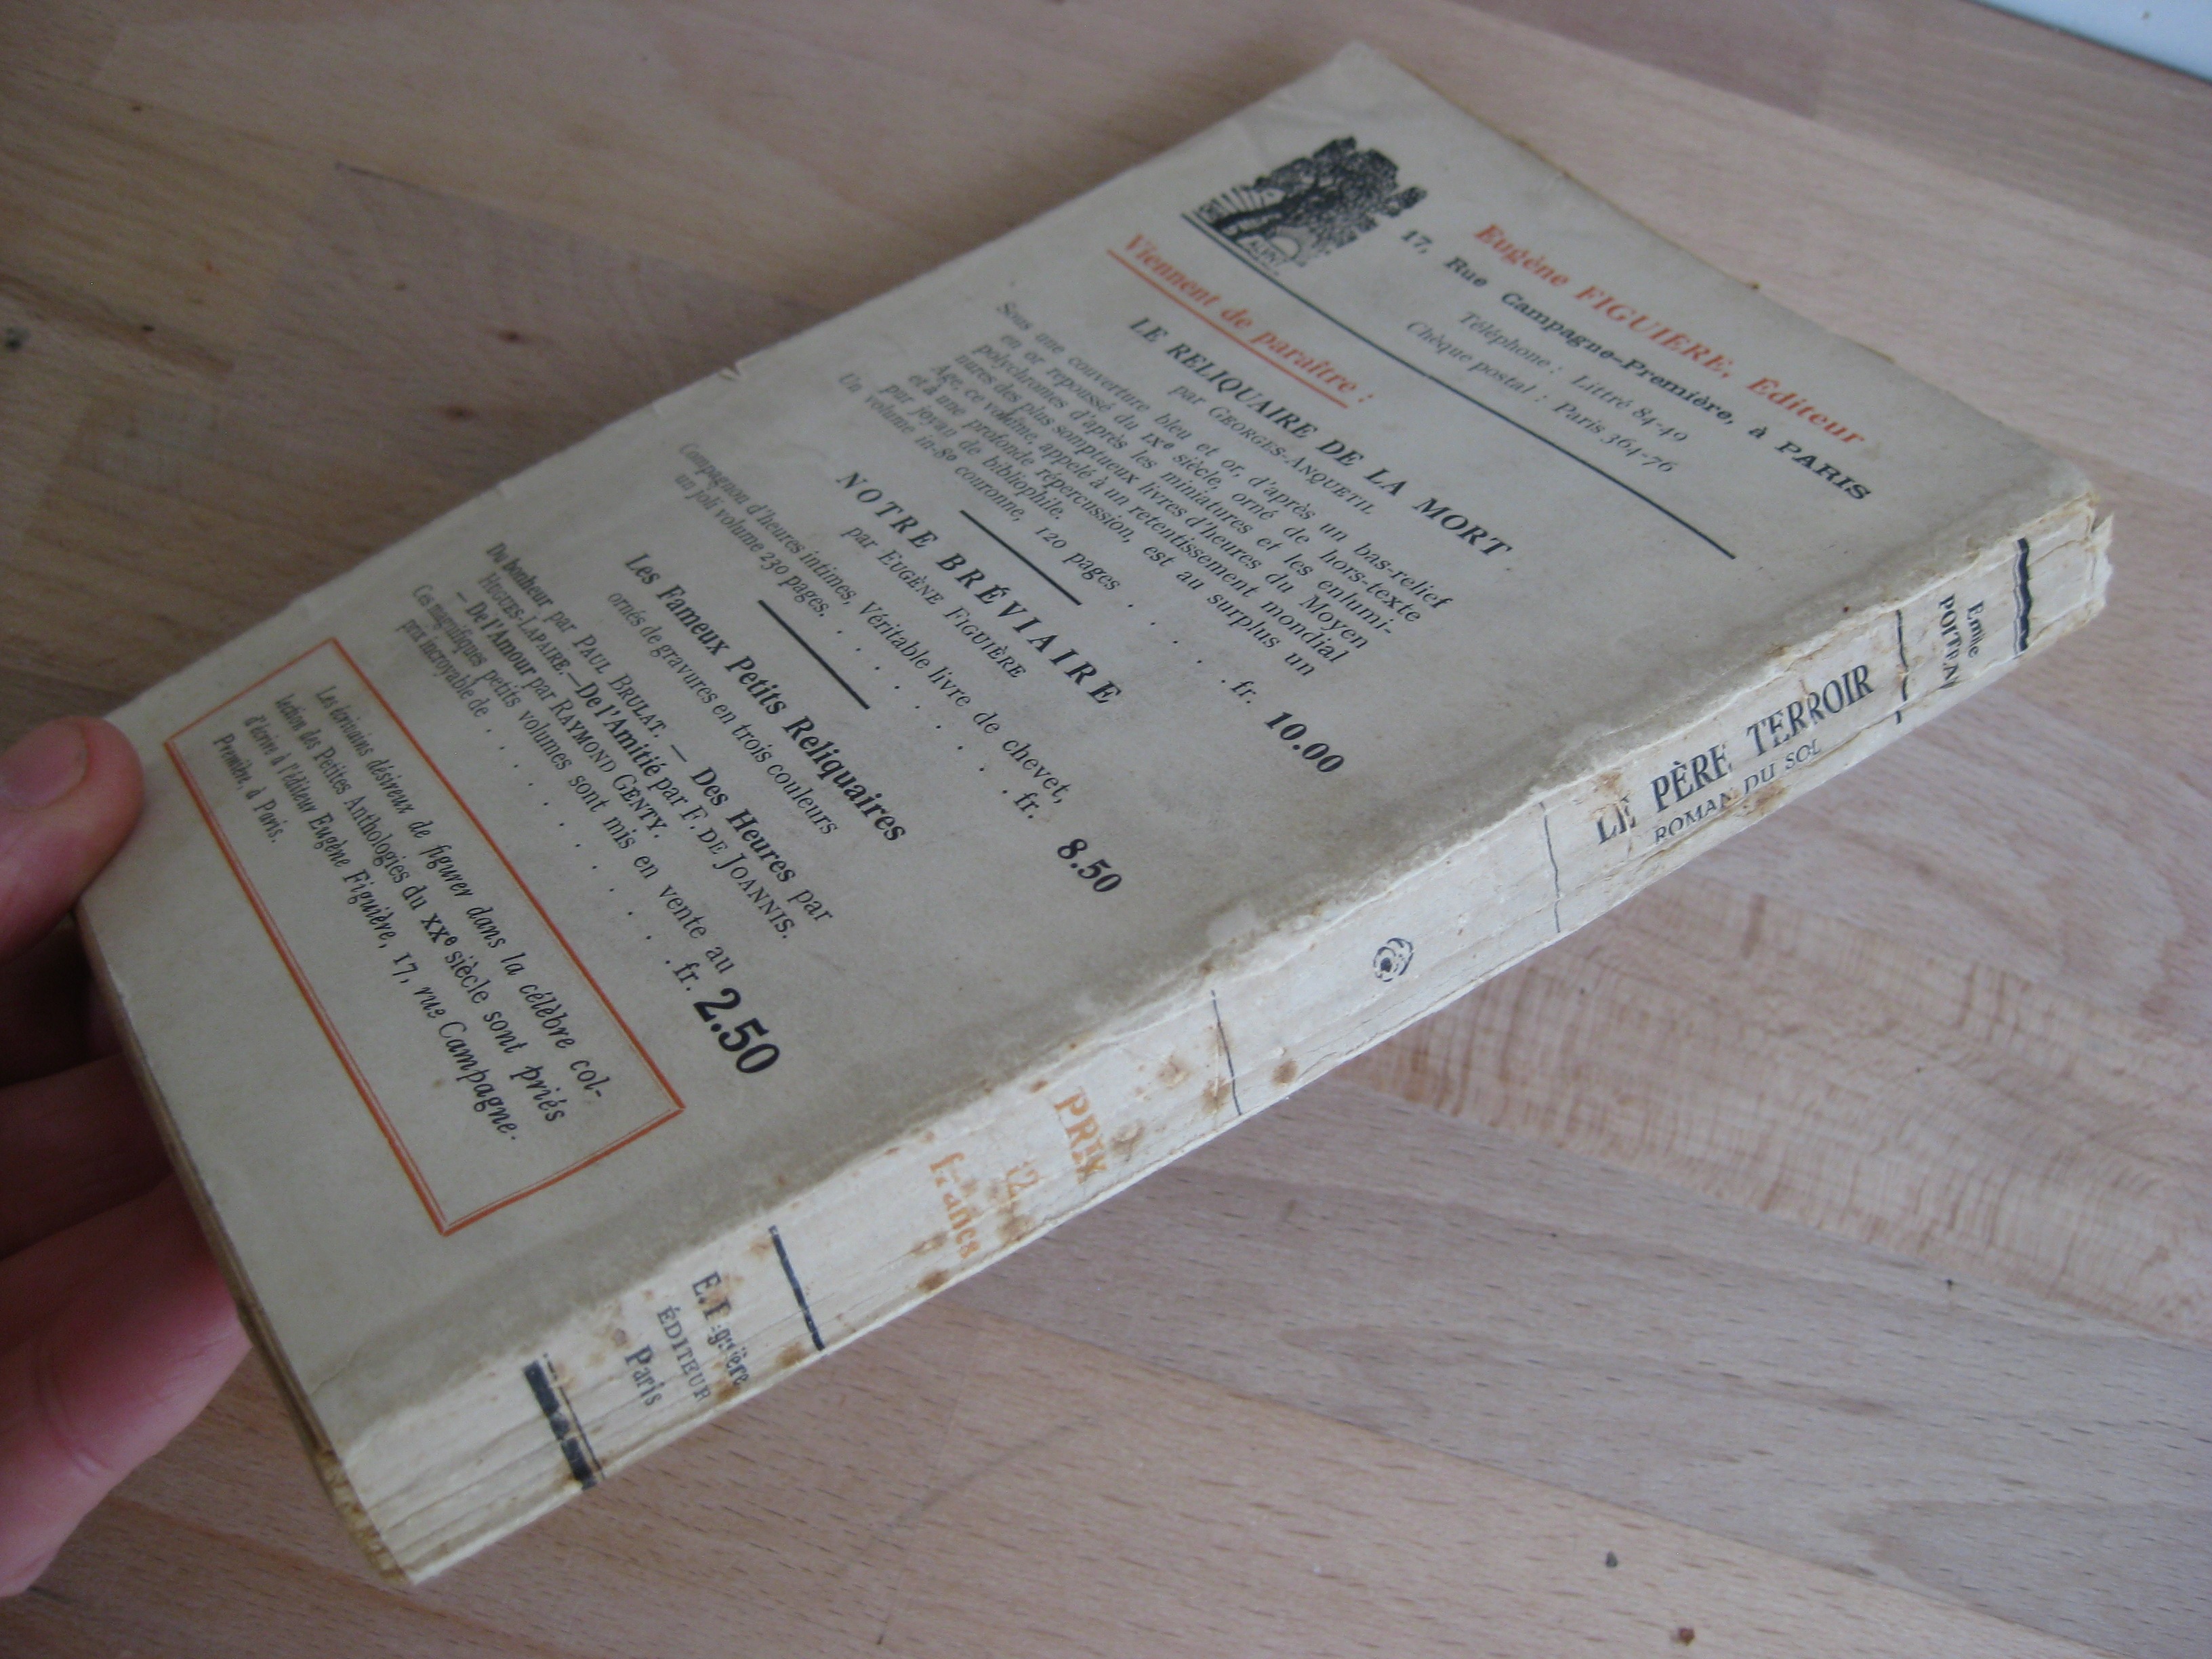 Eugène FIGUIÈRE, Editeur
17, Rue Campagne-Première, à PARIS
Téléphone : Littré 84-49
Chèque postal : Paris 364-76
ALVN
Viennent de paraître :
LE RELIQUAIRE DE LA MORT
par GEORGES-ANQUETIL
Sous une couverture bleu et or, d'après un bas-relief
en or repoussé du IXe siècle, orné de hors-texte
polychromes d'après les miniatures et les enlumi-
nures des plus somptueux livres d'heures du Moyen
Age, ce volume, appelé à un retentissement mondial
et à une profonde répercussion, est au surplus un
pur joyau de bibliophile.
Un volume in-8º couronne, 120 pages . . . . fr. 10.00
NOTRE BRÉVIAIRE
par EUGÈNE FIGUIÈRE
Compagnon d'heures intimes, Véritable livre de chevet,
un joli volume 230 pages. . . . . . . . fr. 8.50
Les Fameux Petits Reliquaires
ornés de gravures en trois couleurs
Du bonheur par PAUL BRULAT. — Des Heures par
HUGUES-LAPAIRE.—De l'Amitié par F. DE JOANNIS.
— De l'Amour par RAYMOND GENTY.
Ces magnifiques petits volumes sont mis en vente au
prix incroyable de . . . . . . . . . fr. 2.50
Les écrivains désireux de figurer dans la célèbre col-
lection des Petites Anthologies du XXe siècle sont priés
d'écrire à l'éditeur Eugène Figuière, 17, rue Campagne-
Première, à Paris.
Emile
POITEAU
LE PÈRE TERROIR
ROMAN DU SOL
PRIX
12
francs
E. Figuière
ÉDITEUR
Paris